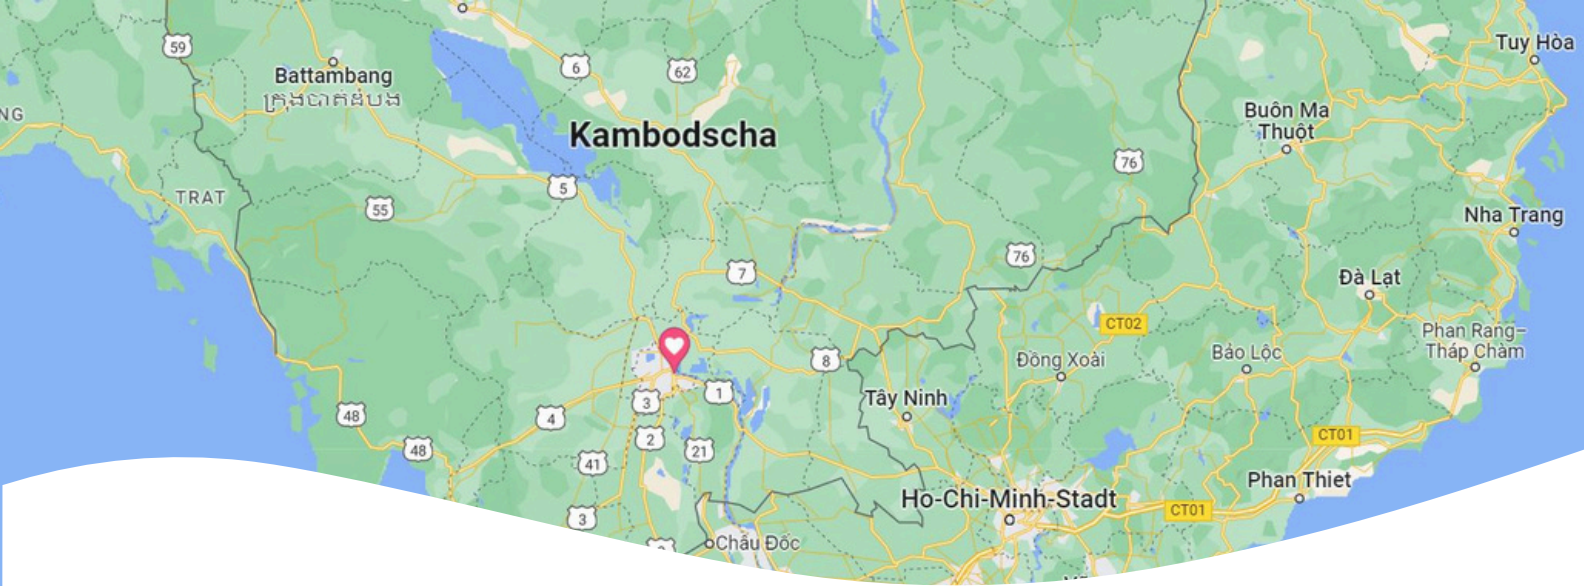 59
6
62
Tuy Hòa
Battambang
ក្រុងបាត់ដំបង
NG
Buôn Ma
Thuột
Kambodscha
76
5
TRAT
55
Nha Trang
76
7
Đà Lạt
CT02
Phan Rang–
Tháp Chàm
8
Đồng Xoài
Bảo Lộc
1
Tây Ninh
3
48
4
2
CT01
48
21
41
Phan Thiet
Ho-Chi-Minh-Stadt
CT01
3
Châu Đốc